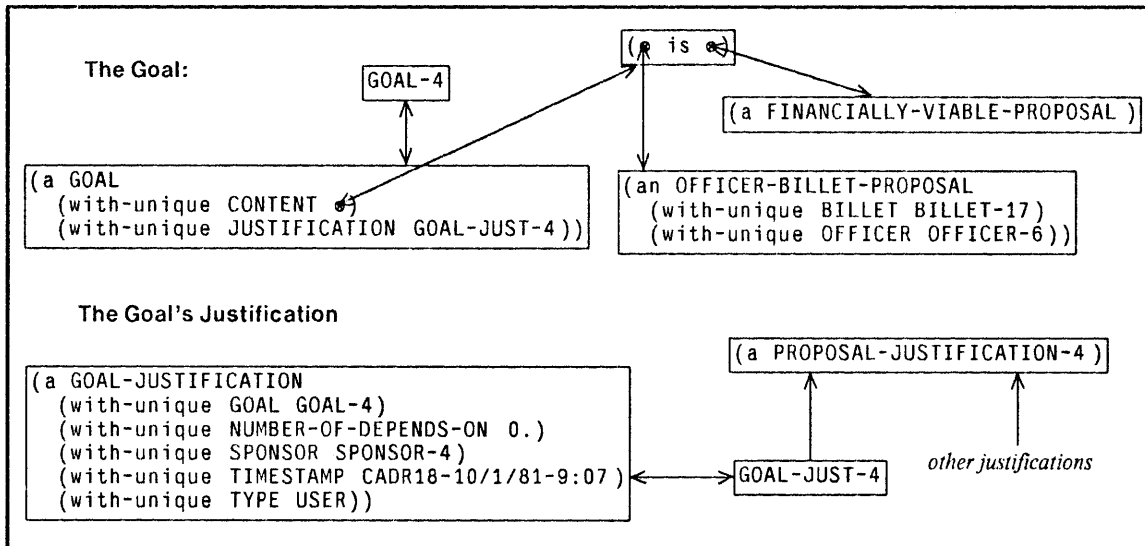 The Goal:
(● is ●)
GOAL-4
(a FINANCIALLY-VIABLE-PROPOSAL )
(a GOAL
(with-unique CONTENT ●)
(with-unique JUSTIFICATION GOAL-JUST-4))
(an OFFICER-BILLET-PROPOSAL
(with-unique BILLET BILLET-17)
(with-unique OFFICER OFFICER-6))
The Goal's Justification
(a PROPOSAL-JUSTIFICATION-4)
(a GOAL-JUSTIFICATION
(with-unique GOAL GOAL-4)
(with-unique NUMBER-OF-DEPENDS-ON 0.)
(with-unique SPONSOR SPONSOR-4)
(with-unique TIMESTAMP CADR18-10/1/81-9:07)
(with-unique TYPE USER))
GOAL-JUST-4
other justifications